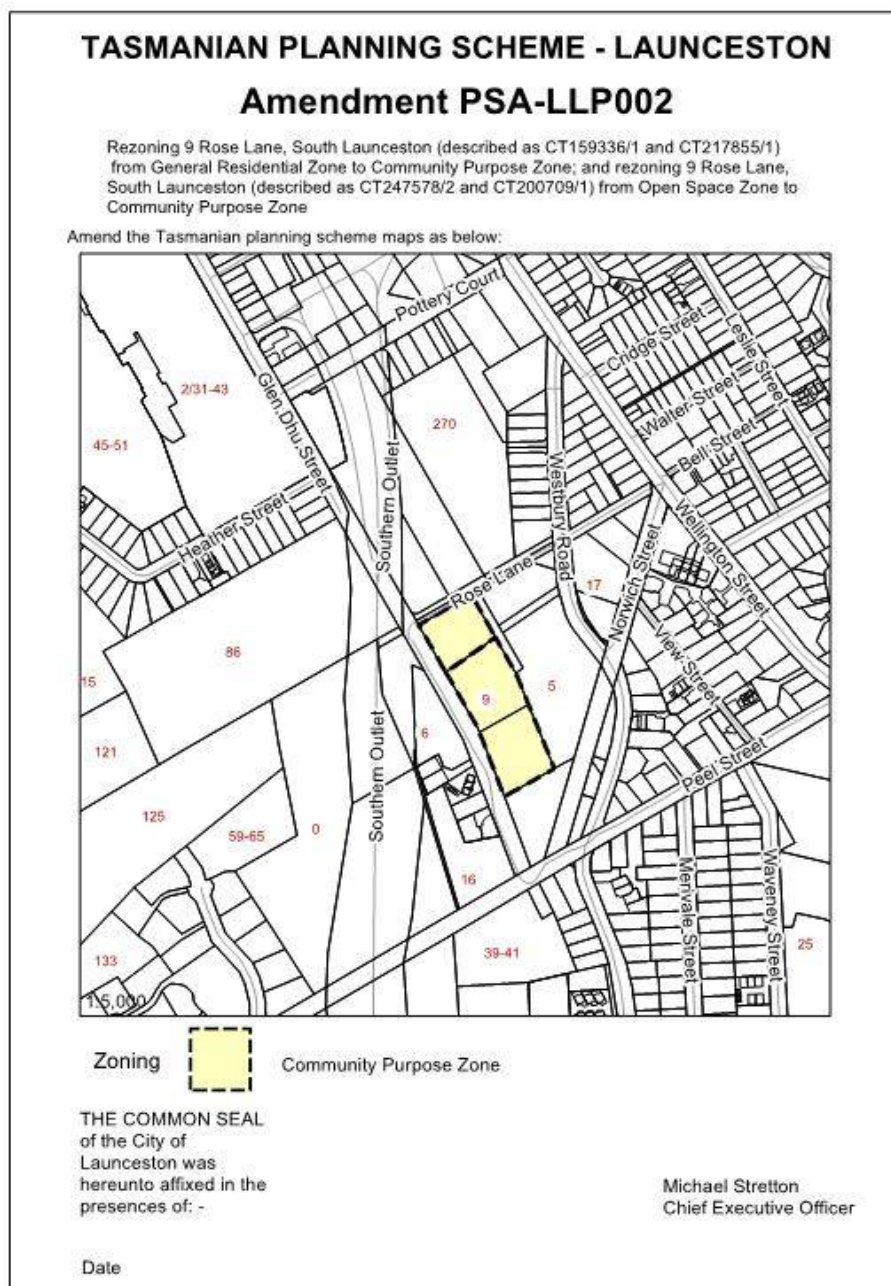 TASMANIAN PLANNING SCHEME - LAUNCESTON
Amendment PSA-LLP002
Rezoning 9 Rose Lane, South Launceston (described as CT159336/1 and CT217855/1)
from General Residential Zone to Community Purpose Zone; and rezoning 9 Rose Lane,
South Launceston (described as CT247578/2 and CT200709/1) from Open Space Zone to
Community Purpose Zone
Amend the Tasmanian planning scheme maps as below:
Pottery Court
Cridge Street
Leslie Street
2/31-43
Glen Dhu Street
Walter Street
270
45-51
Southern Outlet
Bell Street
Westbury Road
Heather Street
Wellington Street
Rose Lane
17
Norwich Street
86
View Street
15
9
5
6
121
Peel Street
125
59-65
0
Southern Outlet
16
Merivale Street
Waveney Street
133
39-41
25
1:5,000
Zoning
Community Purpose Zone
THE COMMON SEAL
of the City of
Launceston was
hereunto affixed in the
presences of: -
Michael Stretton
Chief Executive Officer
Date